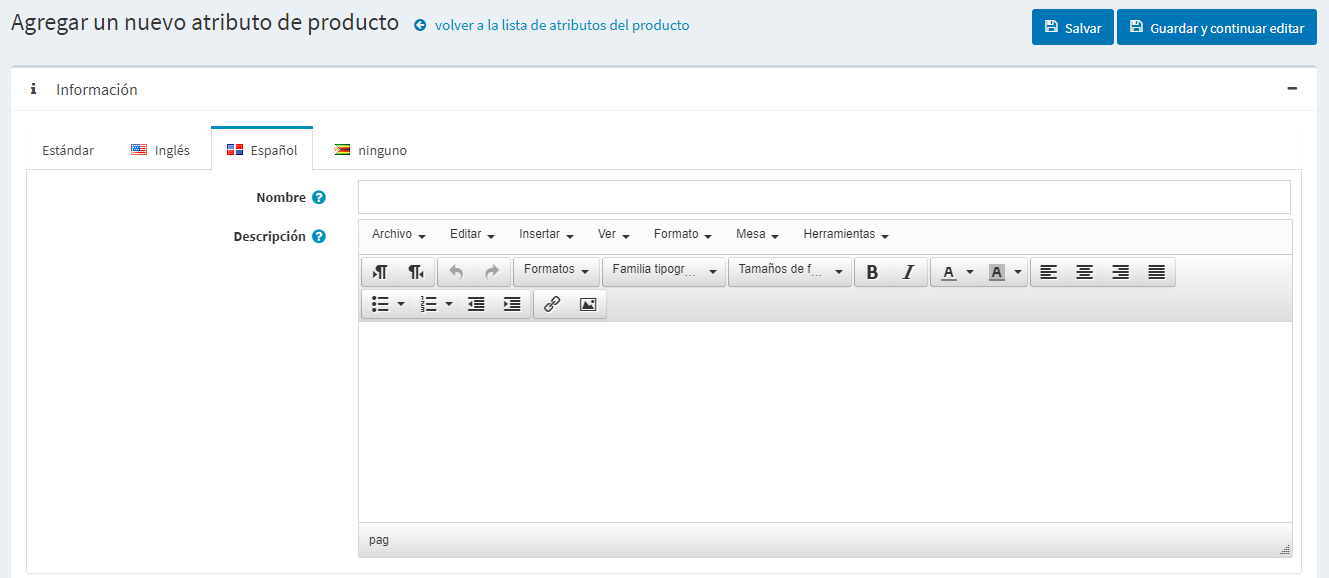 Agregar un nuevo atributo de producto volver a la lista de atributos del producto Salvar Guardar y continuar editar
Información
Estándar Inglés Español ninguno
Nombre
Descripción
Archivo Editar Insertar Ver Formato Mesa Herramientas
Formatos Familia tipogr... Tamaños de f... B I A A
pag